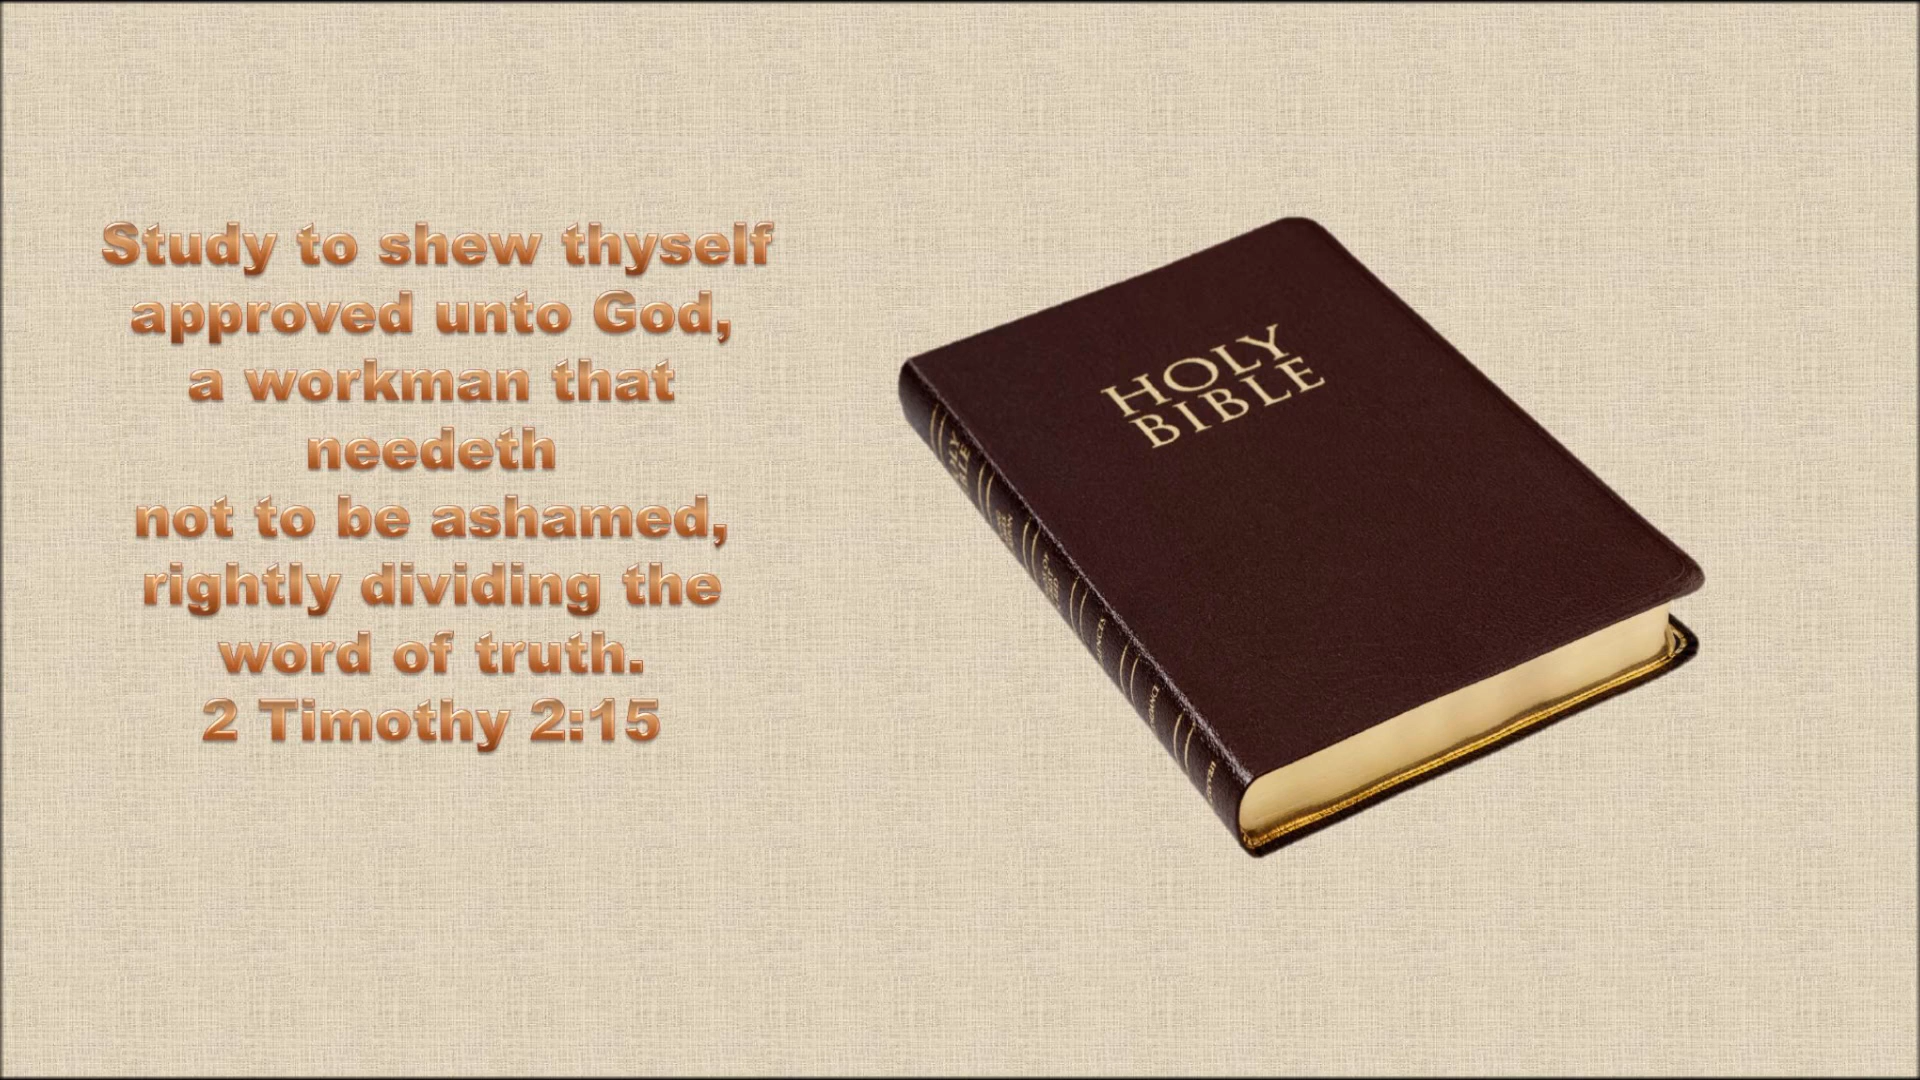 Study to shew thyself
approved unto God,
a workman that
needeth
not to be ashamed,
rightly dividing the
word of truth.
2 Timothy 2:15
HOLY
BIBLE